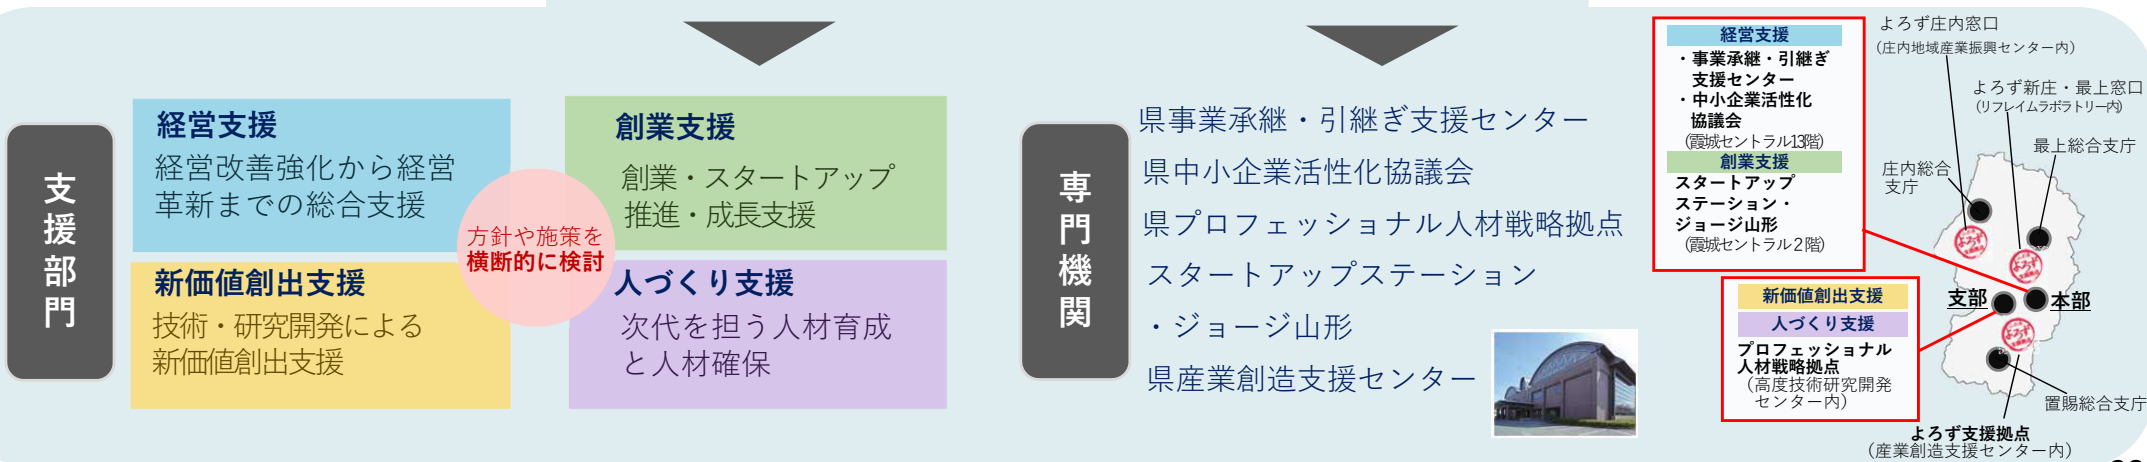 支援部門
経営支援
経営改善強化から経営
革新までの総合支援
創業支援
創業・スタートアップ
推進・成長支援
方針や施策を
横断的に検討
新価値創出支援
技術・研究開発による
新価値創出支援
人づくり支援
次代を担う人材育成
と人材確保
専門機関
県事業承継・引継ぎ支援センター
県中小企業活性化協議会
県プロフェッショナル人材戦略拠点
スタートアップステーション
・ジョージ山形
県産業創造支援センター
経営支援
・事業承継・引継ぎ
支援センター
・中小企業活性化
協議会
(霞城セントラル13階)
創業支援
スタートアップ
ステーション・
ジョージ山形
(霞城セントラル２階)
新価値創出支援
人づくり支援
プロフェッショナル
人材戦略拠点
（高度技術研究開発
センター内）
よろず庄内窓口
（庄内地域産業振興センター内）
よろず新庄・最上窓口
（リフレイムラボラトリー内）
最上総合支庁
庄内総合
支庁
よろず
よろず
支部
本部
よろず
置賜総合支庁
よろず支援拠点
（産業創造支援センター内）